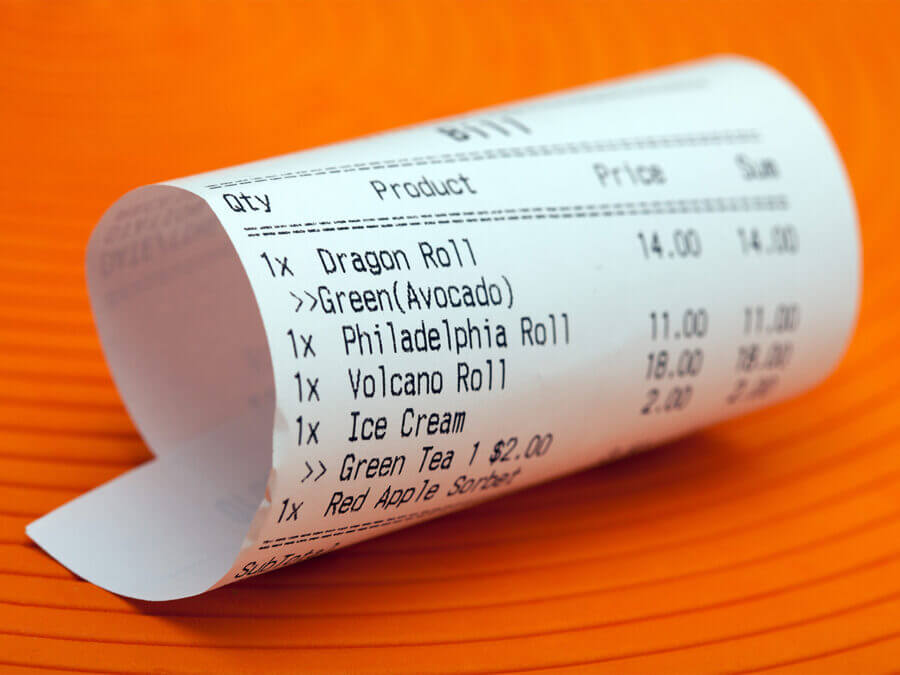 Bill
Qty Product Price Sum
1x Dragon Roll 14.00 14.00
>>Green(Avocado)
1x Philadelphia Roll 11.00 11.00
1x Volcano Roll 18.00 18.00
1x Ice Cream 2.00 2.00
>> Green Tea 1 $2.00
1x Red Apple Sorbet
SubTotal